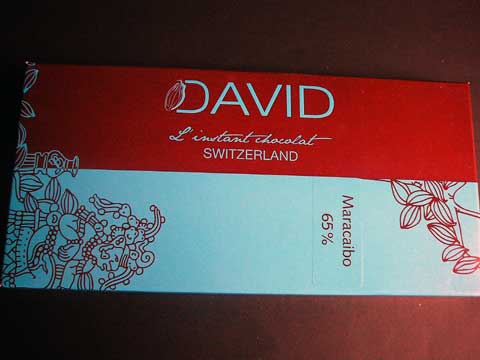 DAVID
L'instant chocolat
SWITZERLAND
Maracaibo
65%